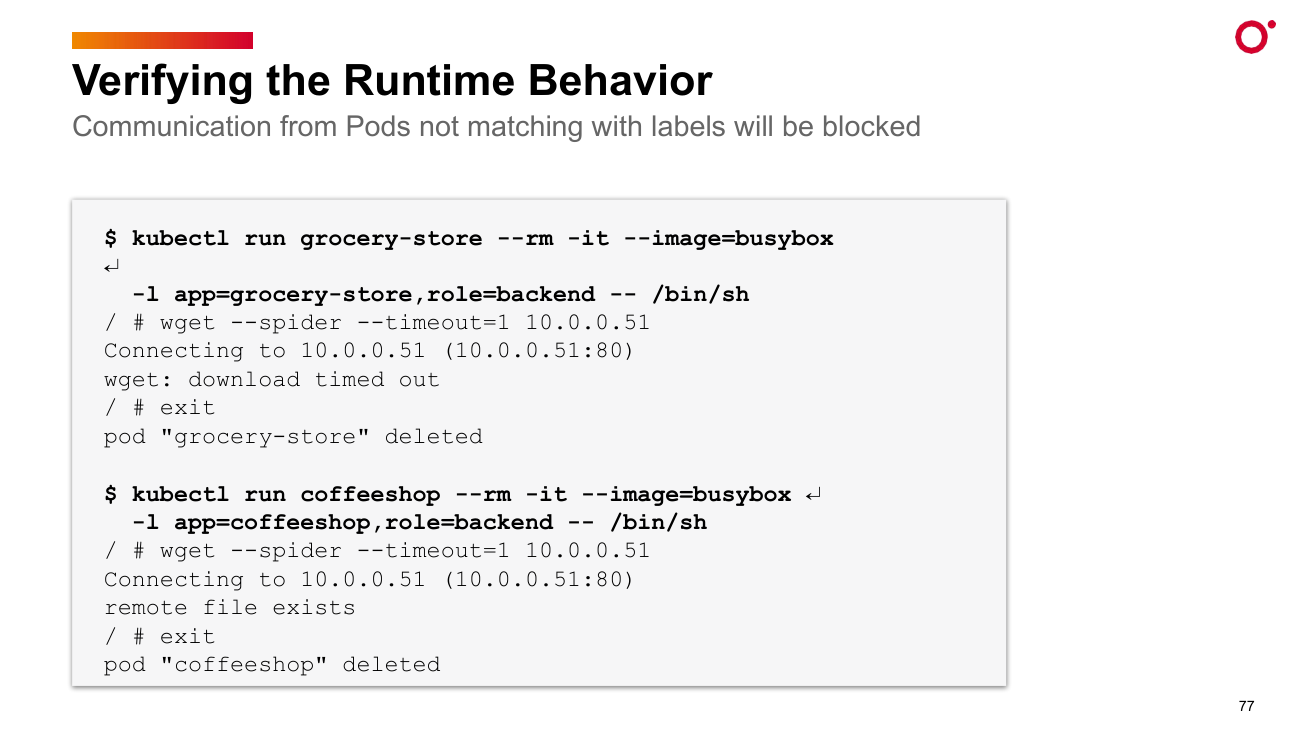 Verifying the Runtime Behavior
Communication from Pods not matching with labels will be blocked
$ kubectl run grocery-store --rm -it --image=busybox
↵
-l app=grocery-store,role=backend -- /bin/sh
/ # wget --spider --timeout=1 10.0.0.51
Connecting to 10.0.0.51 (10.0.0.51:80)
wget: download timed out
/ # exit
pod "grocery-store" deleted
$ kubectl run coffeeshop --rm -it --image=busybox ↵
-l app=coffeeshop,role=backend -- /bin/sh
/ # wget --spider --timeout=1 10.0.0.51
Connecting to 10.0.0.51 (10.0.0.51:80)
remote file exists
/ # exit
pod "coffeeshop" deleted
77